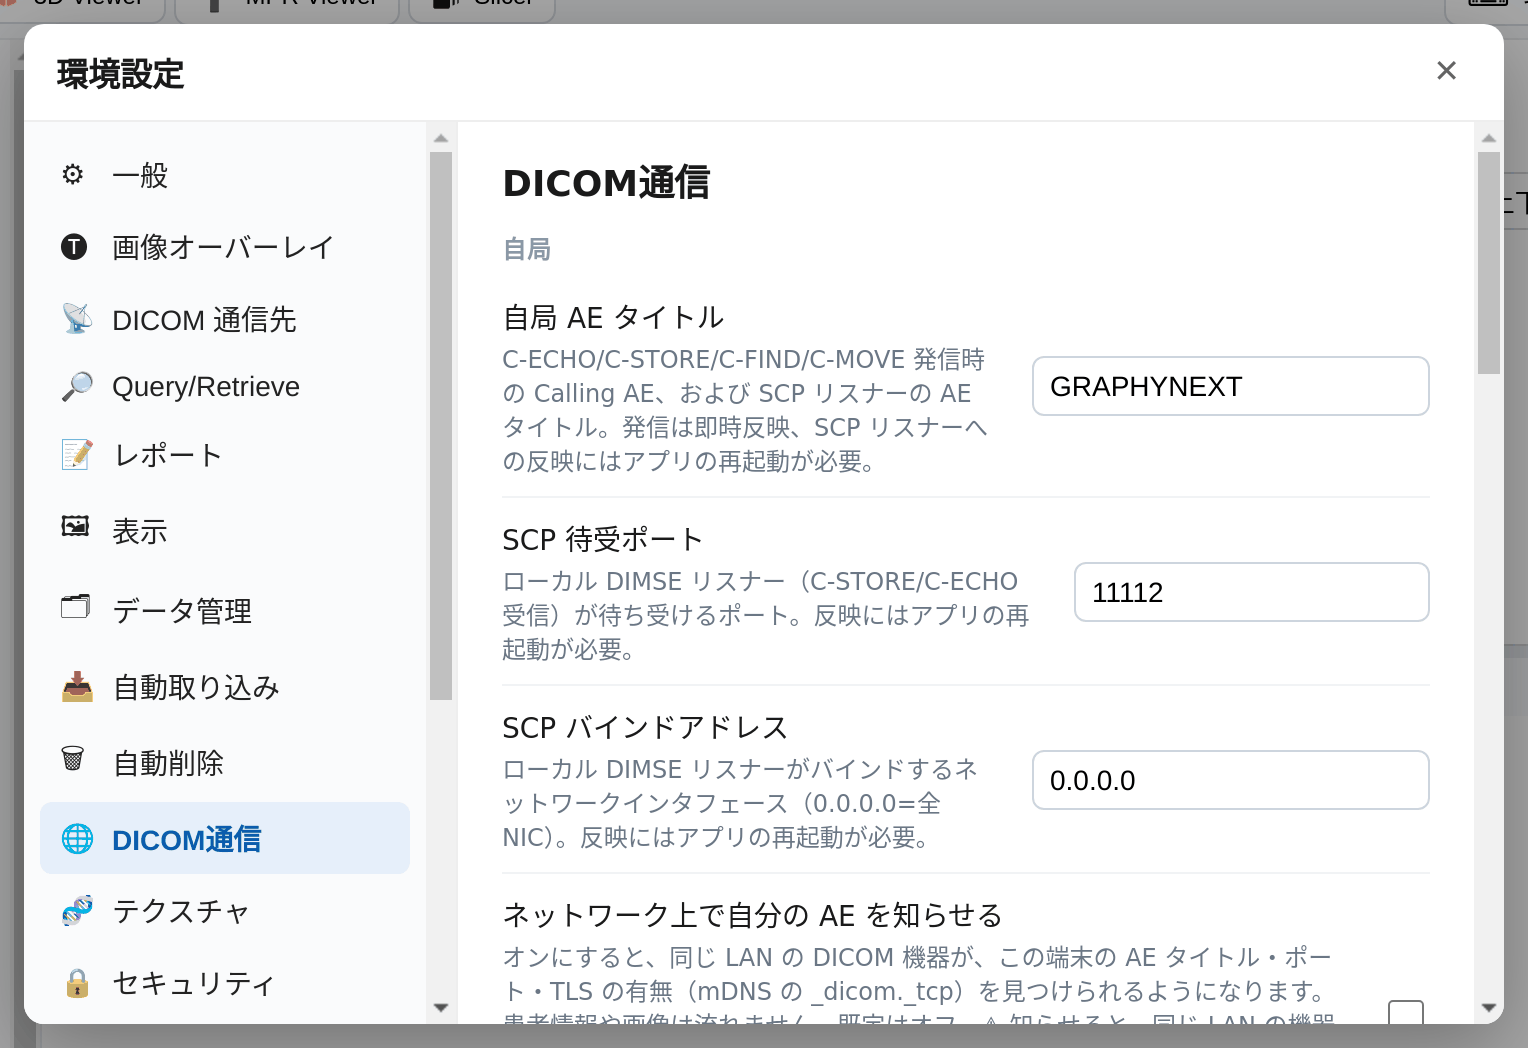 環境設定
一般
画像オーバーレイ
DICOM 通信先
Query/Retrieve
レポート
表示
データ管理
自動取り込み
自動削除
DICOM通信
テクスチャ
セキュリティ
DICOM通信
自局
自局 AE タイトル
C-ECHO/C-STORE/C-FIND/C-MOVE 発信時
の Calling AE、および SCP リスナーの AE
タイトル。発信は即時反映、SCP リスナーへ
の反映にはアプリの再起動が必要。
GRAPHYNEXT
SCP 待受ポート
ローカル DIMSE リスナー（C-STORE/C-ECHO
受信）が待ち受けるポート。反映にはアプリの再
起動が必要。
11112
SCP バインドアドレス
ローカル DIMSE リスナーがバインドするネ
ットワークインタフェース（0.0.0.0=全
NIC）。反映にはアプリの再起動が必要。
0.0.0.0
ネットワーク上で自分の AE を知らせる
オンにすると、同じ LAN の DICOM 機器が、この端末の AE タイトル・ポー
ト・TLS の有無（mDNS の _dicom._tcp）を見つけられるようになります。